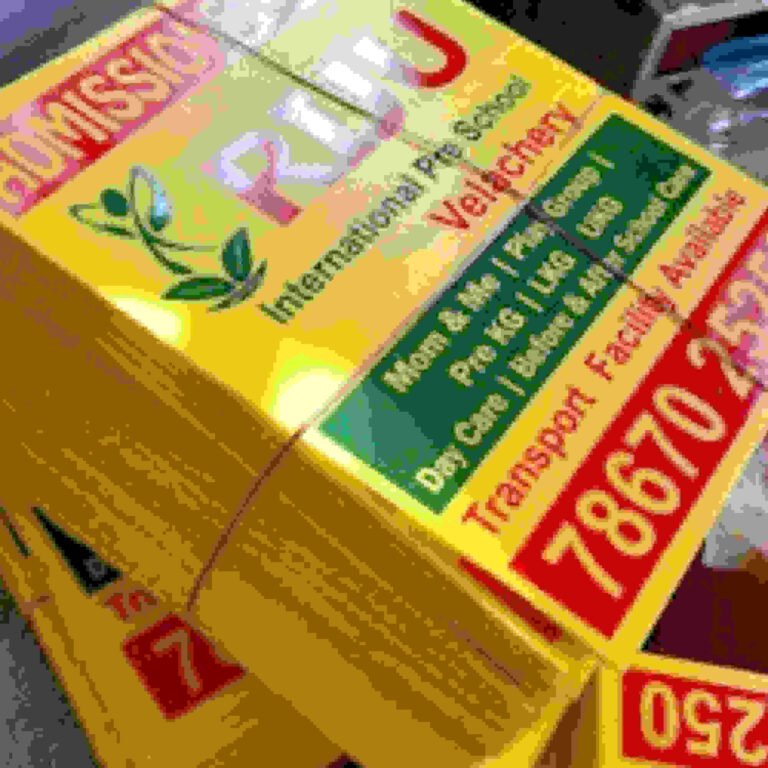 ADMISSION
International Pre School
Velachery
Mom & Me | Play Group |
Pre KG | LKG | UKG
Day Care | Before & After School Care
Transport Facility Available
78670
250